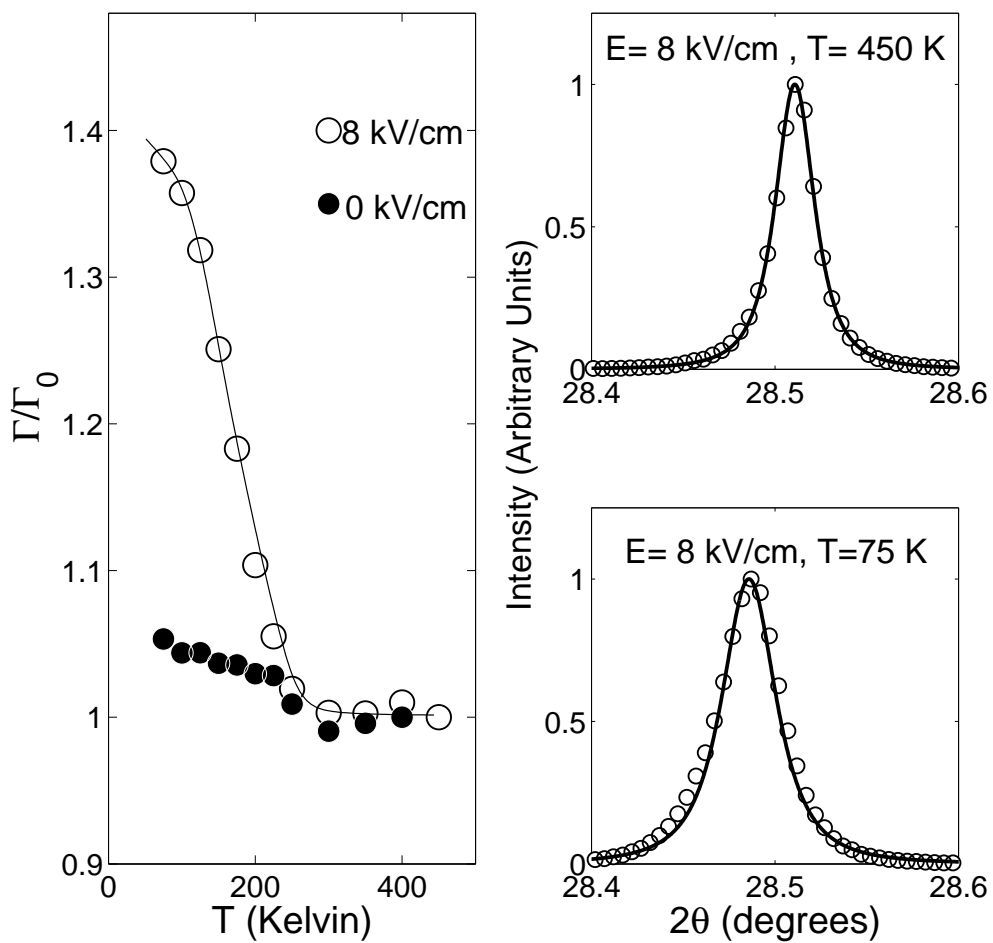 1.4
1.3
1.2
1.1
1
0.9
Γ/Γ0
0
200
400
T (Kelvin)
8 kV/cm
0 kV/cm
Intensity (Arbitrary Units)
E= 8 kV/cm , T= 450 K
1
0.5
0
28.4
28.5
28.6
E= 8 kV/cm, T=75 K
1
0.5
0
28.4
28.5
28.6
2θ (degrees)